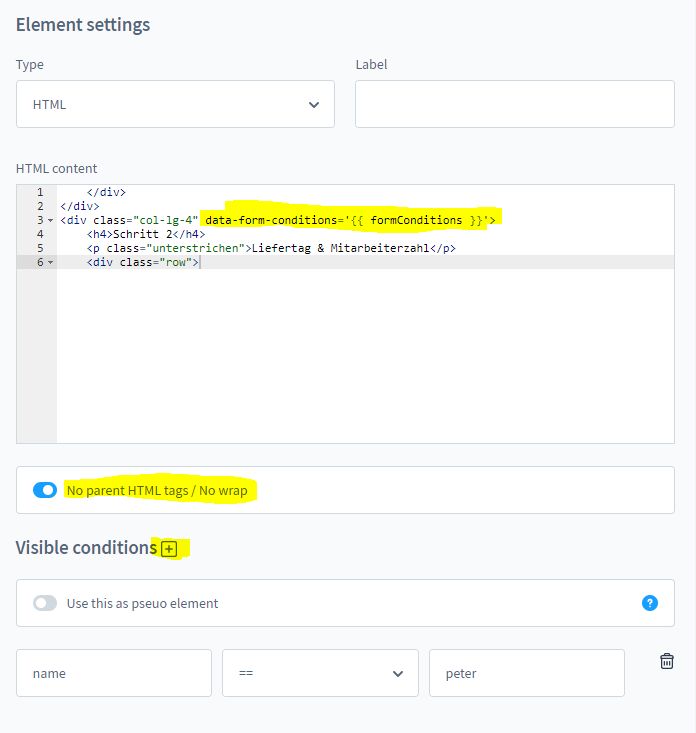 Element settings
Type Label
HTML
HTML content
1 </div>
2 </div>
3 <div class="col-lg-4" data-form-conditions='{{ formConditions }}'>
4 <h4>Schritt 2</h4>
5 <p class="unterstrichen">Liefertag & Mitarbeiterzahl</p>
6 <div class="row">
No parent HTML tags / No wrap
Visible conditions
Use this as pseuo element ?
name == peter